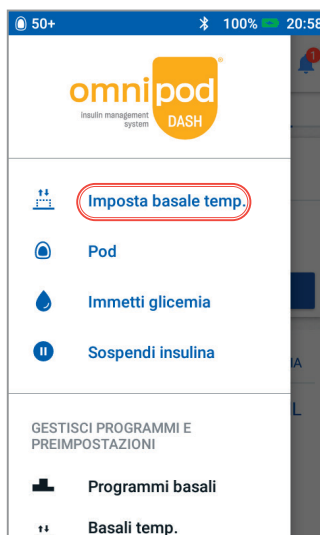 50+ 100% 20:58
1
omnipod
insulin management
system
DASH
Imposta basale temp.
Pod
Immetti glicemia
Sospendi insulina
IA
L
GESTISCI PROGRAMMI E
PREIMPOSTAZIONI
Programmi basali
Basali temp.